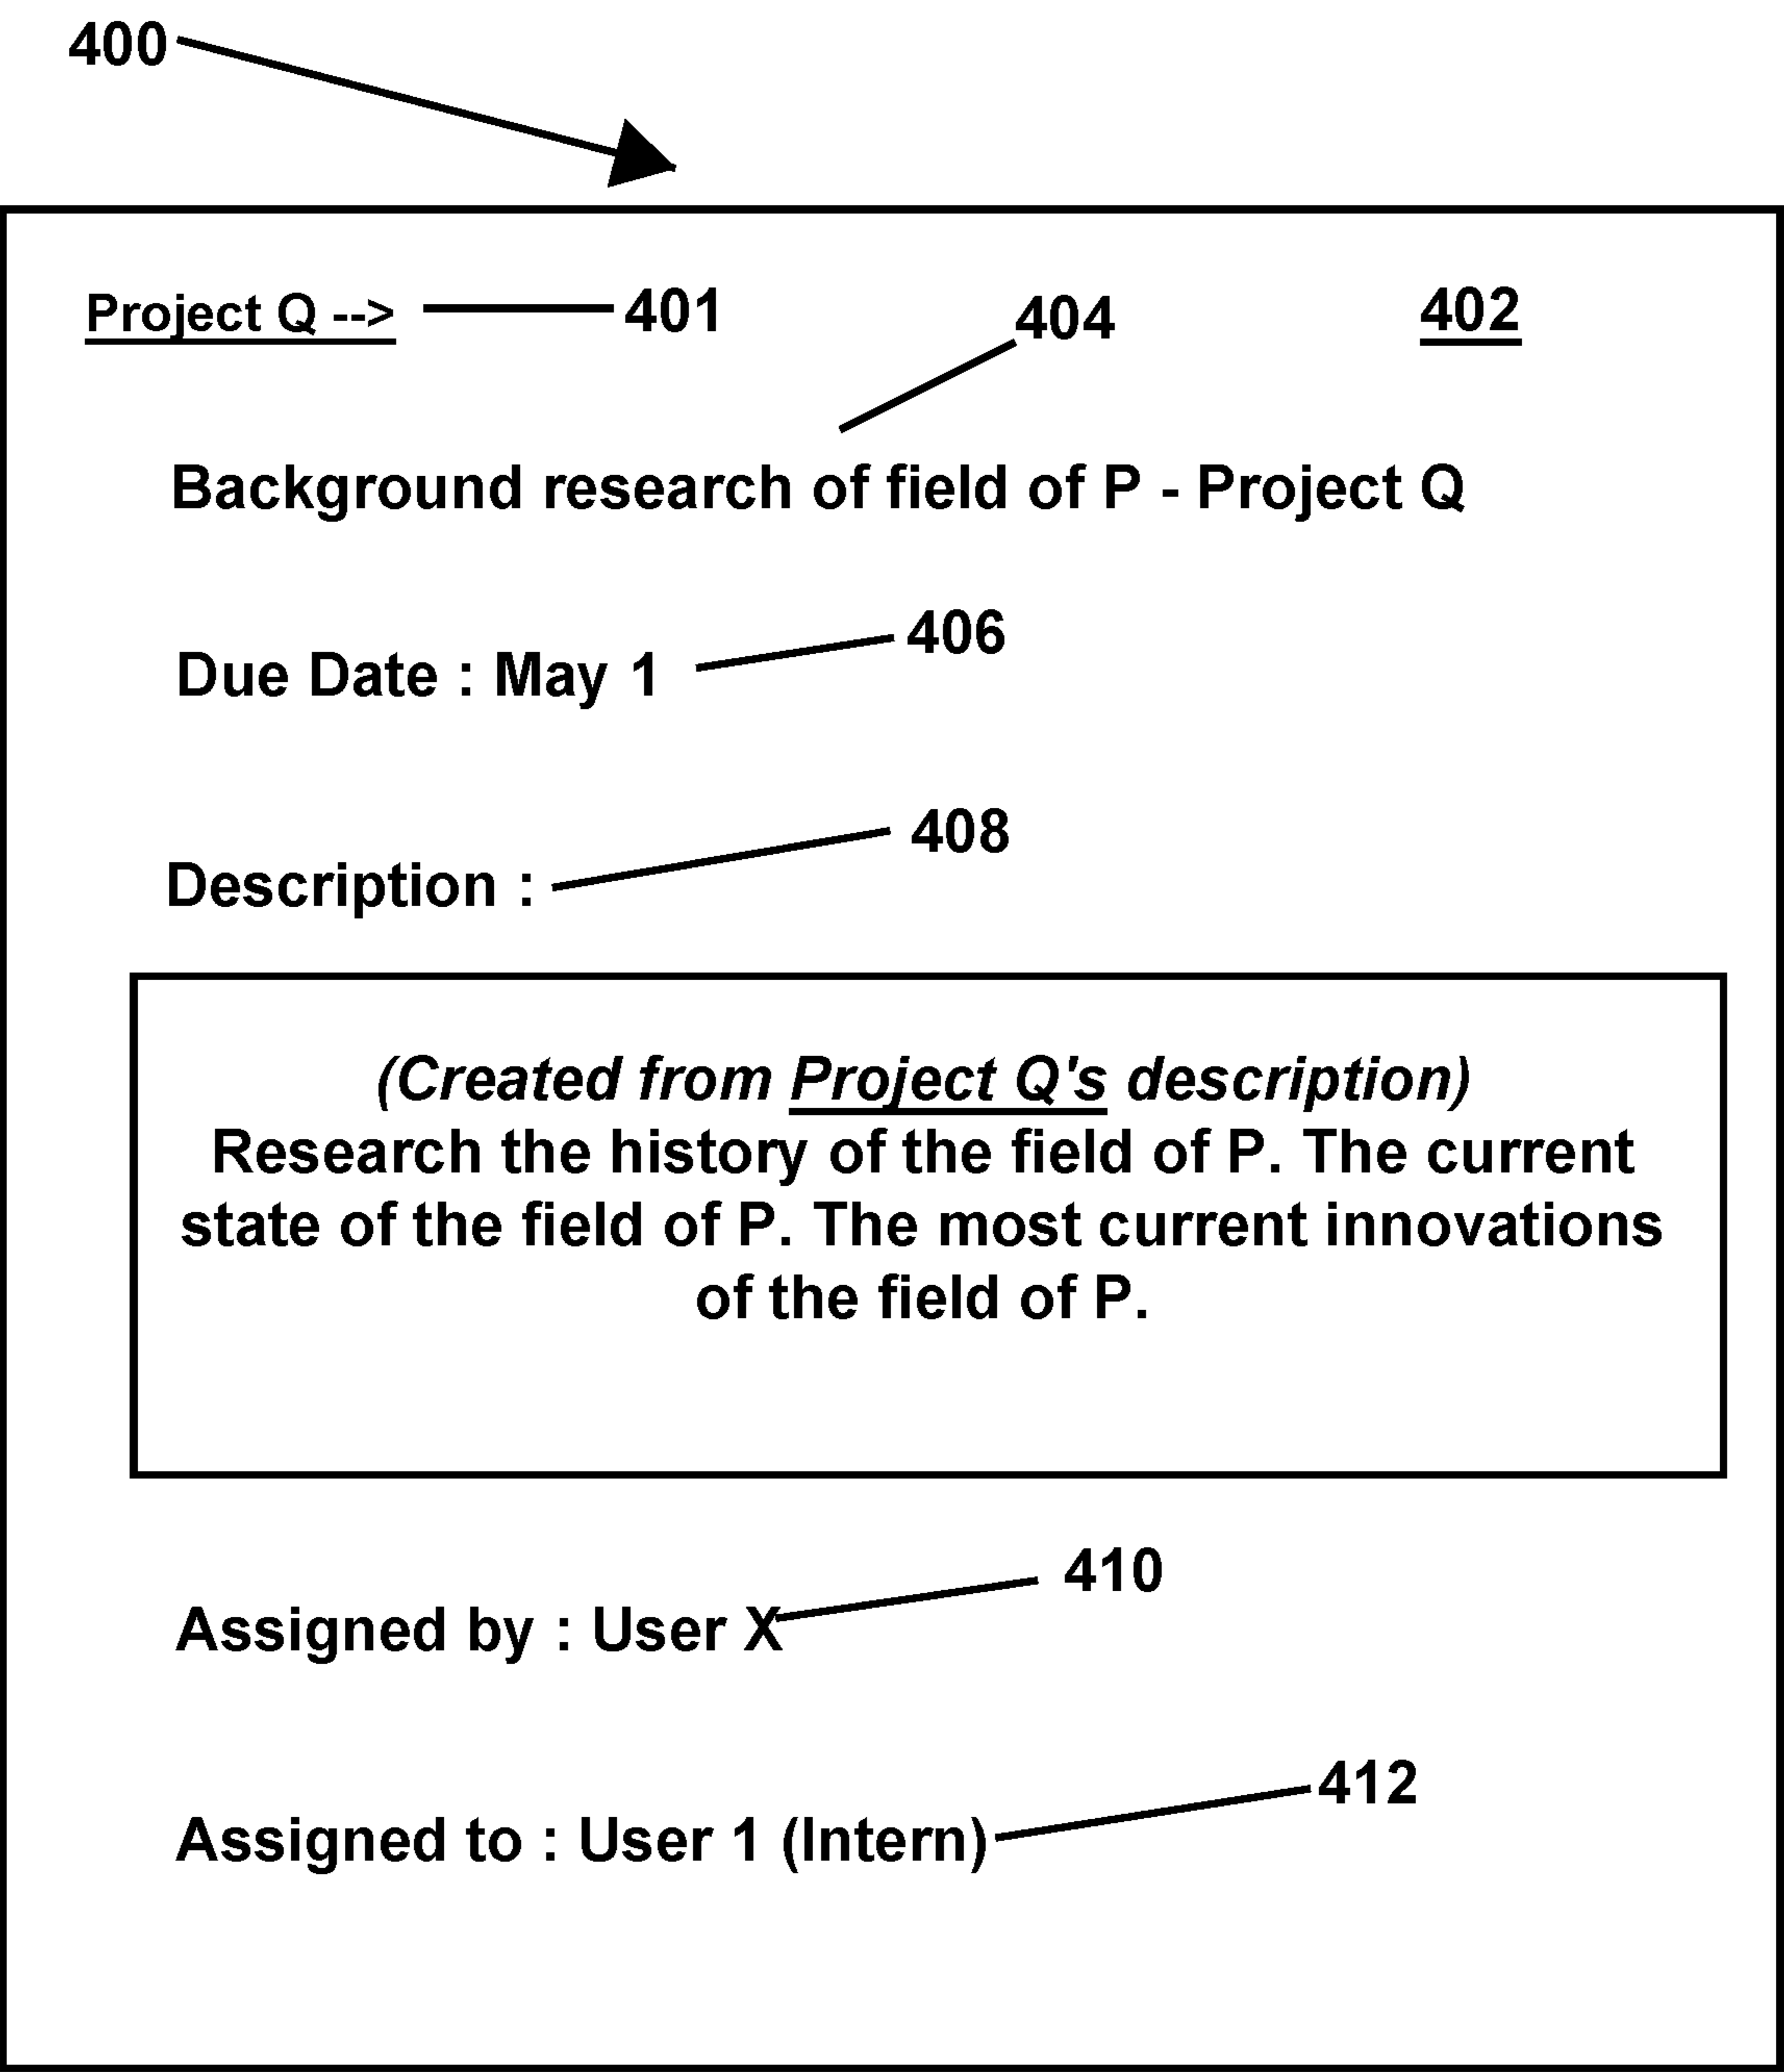 400
Project Q --> 401 404 402
Background research of field of P - Project Q
Due Date : May 1 406
Description : 408
(Created from Project Q's description)
Research the history of the field of P. The current
state of the field of P. The most current innovations
of the field of P.
Assigned by : User X 410
Assigned to : User 1 (Intern) 412